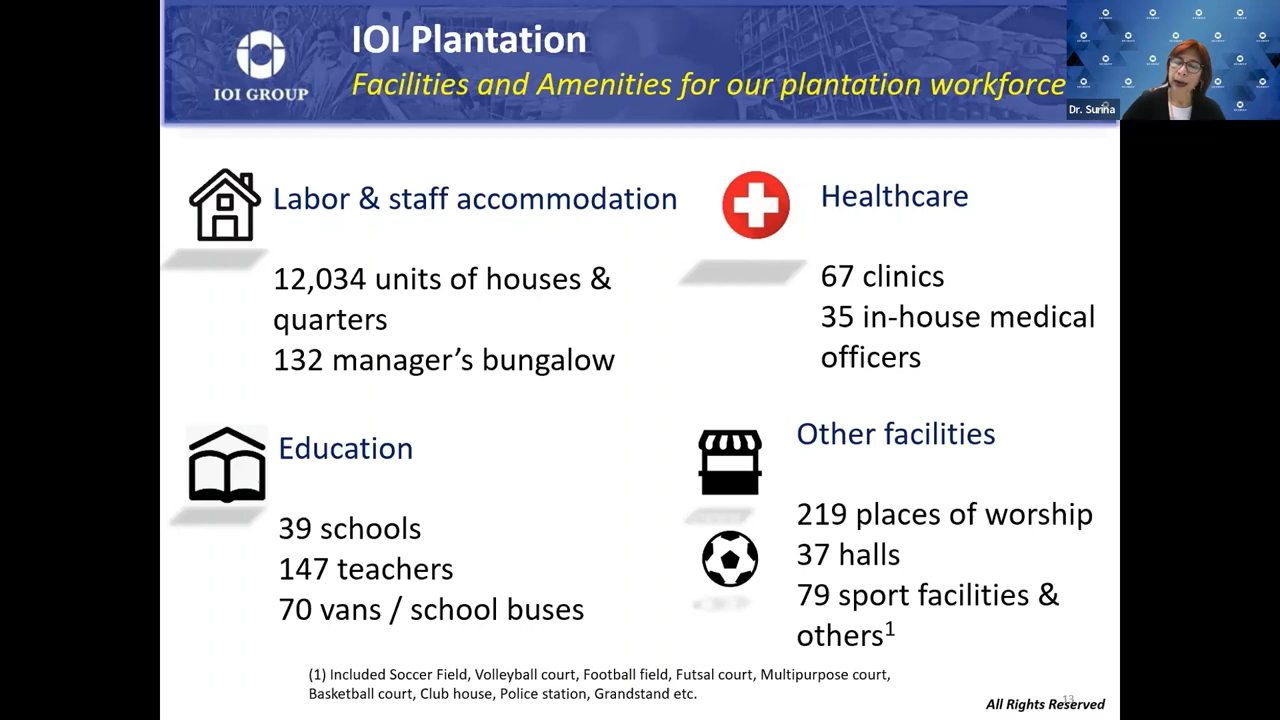 IOI Plantation
IOI GROUP
Facilities and Amenities for our plantation workforce
Dr. Surina
Labor & staff accommodation
12,034 units of houses &
quarters
132 manager’s bungalow
Healthcare
67 clinics
35 in-house medical
officers
Education
39 schools
147 teachers
70 vans / school buses
Other facilities
219 places of worship
37 halls
79 sport facilities &
others1
(1) Included Soccer Field, Volleyball court, Football field, Futsal court, Multipurpose court,
Basketball court, Club house, Police station, Grandstand etc.
13
All Rights Reserved